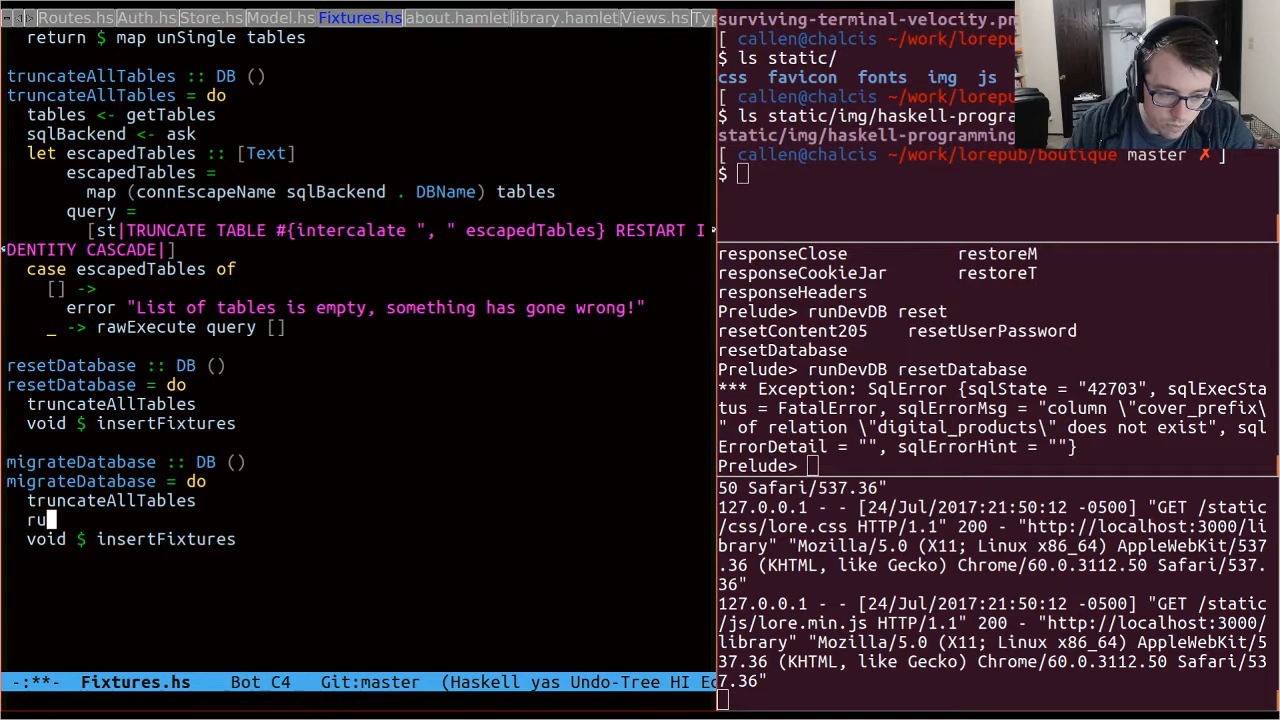 Routes.hs Auth.hs Store.hs Model.hs Fixtures.hs about.hamlet library.hamlet Views.hs Ty
return $ map unSingle tables
truncateAllTables :: DB ()
truncateAllTables = do
tables <- getTables
sqlBackend <- ask
let escapedTables :: [Text]
escapedTables =
map (connEscapeName sqlBackend . DBName) tables
query =
[st|TRUNCATE TABLE #{intercalate ", " escapedTables} RESTART I
DENTITY CASCADE|]
case escapedTables of
[] ->
error "List of tables is empty, something has gone wrong!"
_ -> rawExecute query []
resetDatabase :: DB ()
resetDatabase = do
truncateAllTables
void $ insertFixtures
migrateDatabase :: DB ()
migrateDatabase = do
truncateAllTables
ru
void $ insertFixtures
-:**-  Fixtures.hs    Bot C4   Git:master  (Haskell yas Undo-Tree HI Ec
surviving-terminal-velocity.pn
[ callen@chalcis ~/work/lorepub
$ ls static/
css  favicon  fonts  img  js
[ callen@chalcis ~/work/lorepub
$ ls static/img/haskell-progra
static/img/haskell-programming
[ callen@chalcis ~/work/lorepub/boutique master ✗ ]
$
responseClose restoreM
responseCookieJar restoreT
responseHeaders
Prelude> runDevDB reset
resetContent205 resetUserPassword
resetDatabase
Prelude> runDevDB resetDatabase
*** Exception: SqlError {sqlState = "42703", sqlExecSta
tus = FatalError, sqlErrorMsg = "column \"cover_prefix\
" of relation \"digital_products\" does not exist", sql
ErrorDetail = "", sqlErrorHint = ""}
Prelude>
50 Safari/537.36"
127.0.0.1 - - [24/Jul/2017:21:50:12 -0500] "GET /static
/css/lore.css HTTP/1.1" 200 - "http://localhost:3000/li
brary" "Mozilla/5.0 (X11; Linux x86_64) AppleWebKit/537
.36 (KHTML, like Gecko) Chrome/60.0.3112.50 Safari/537.
36"
127.0.0.1 - - [24/Jul/2017:21:50:12 -0500] "GET /static
/js/lore.min.js HTTP/1.1" 200 - "http://localhost:3000/
library" "Mozilla/5.0 (X11; Linux x86_64) AppleWebKit/5
37.36 (KHTML, like Gecko) Chrome/60.0.3112.50 Safari/53
7.36"